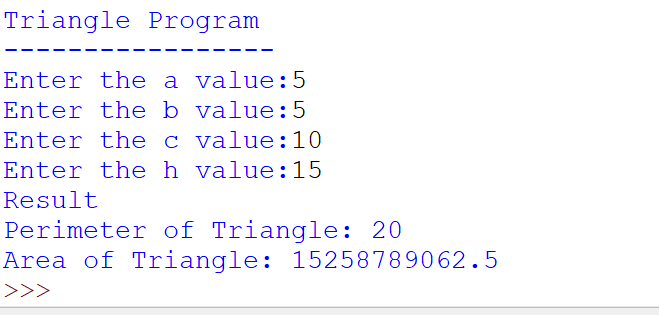 Triangle Program
-----------------
Enter the a value:5
Enter the b value:5
Enter the c value:10
Enter the h value:15
Result
Perimeter of Triangle: 20
Area of Triangle: 15258789062.5
>>>